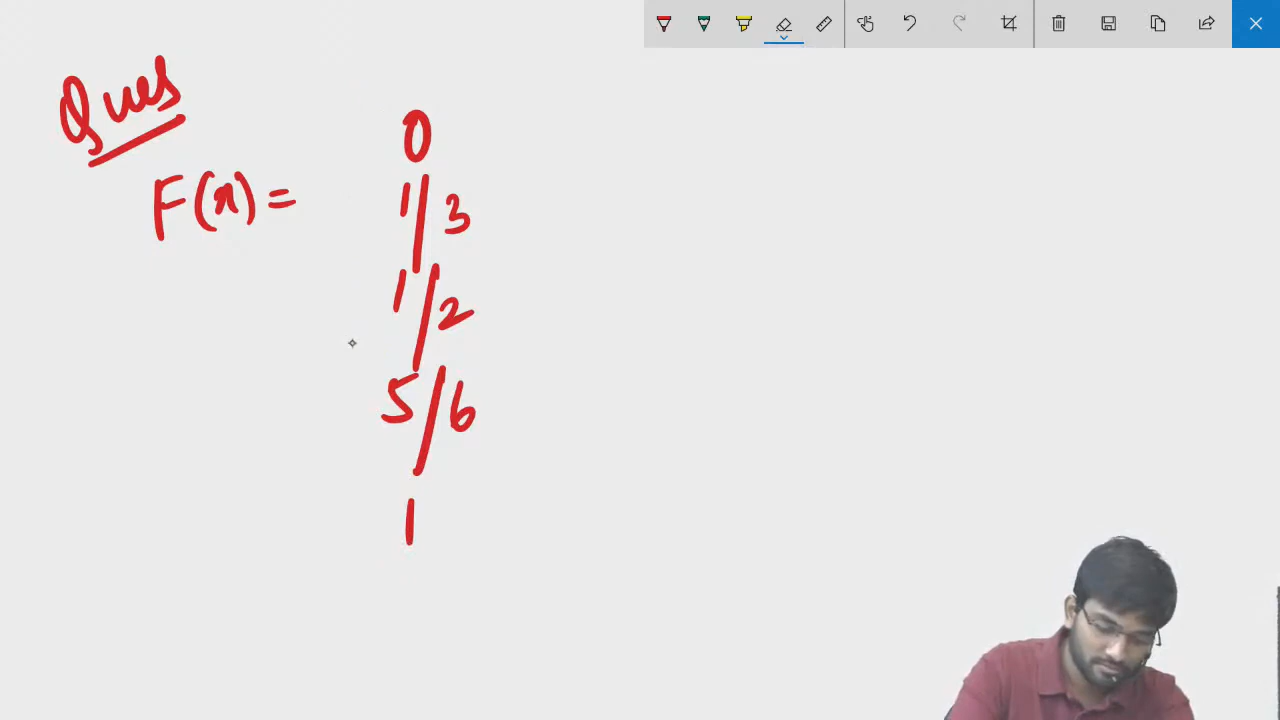 Ques
F(x) =
0
1/3
1/2
5/6
1